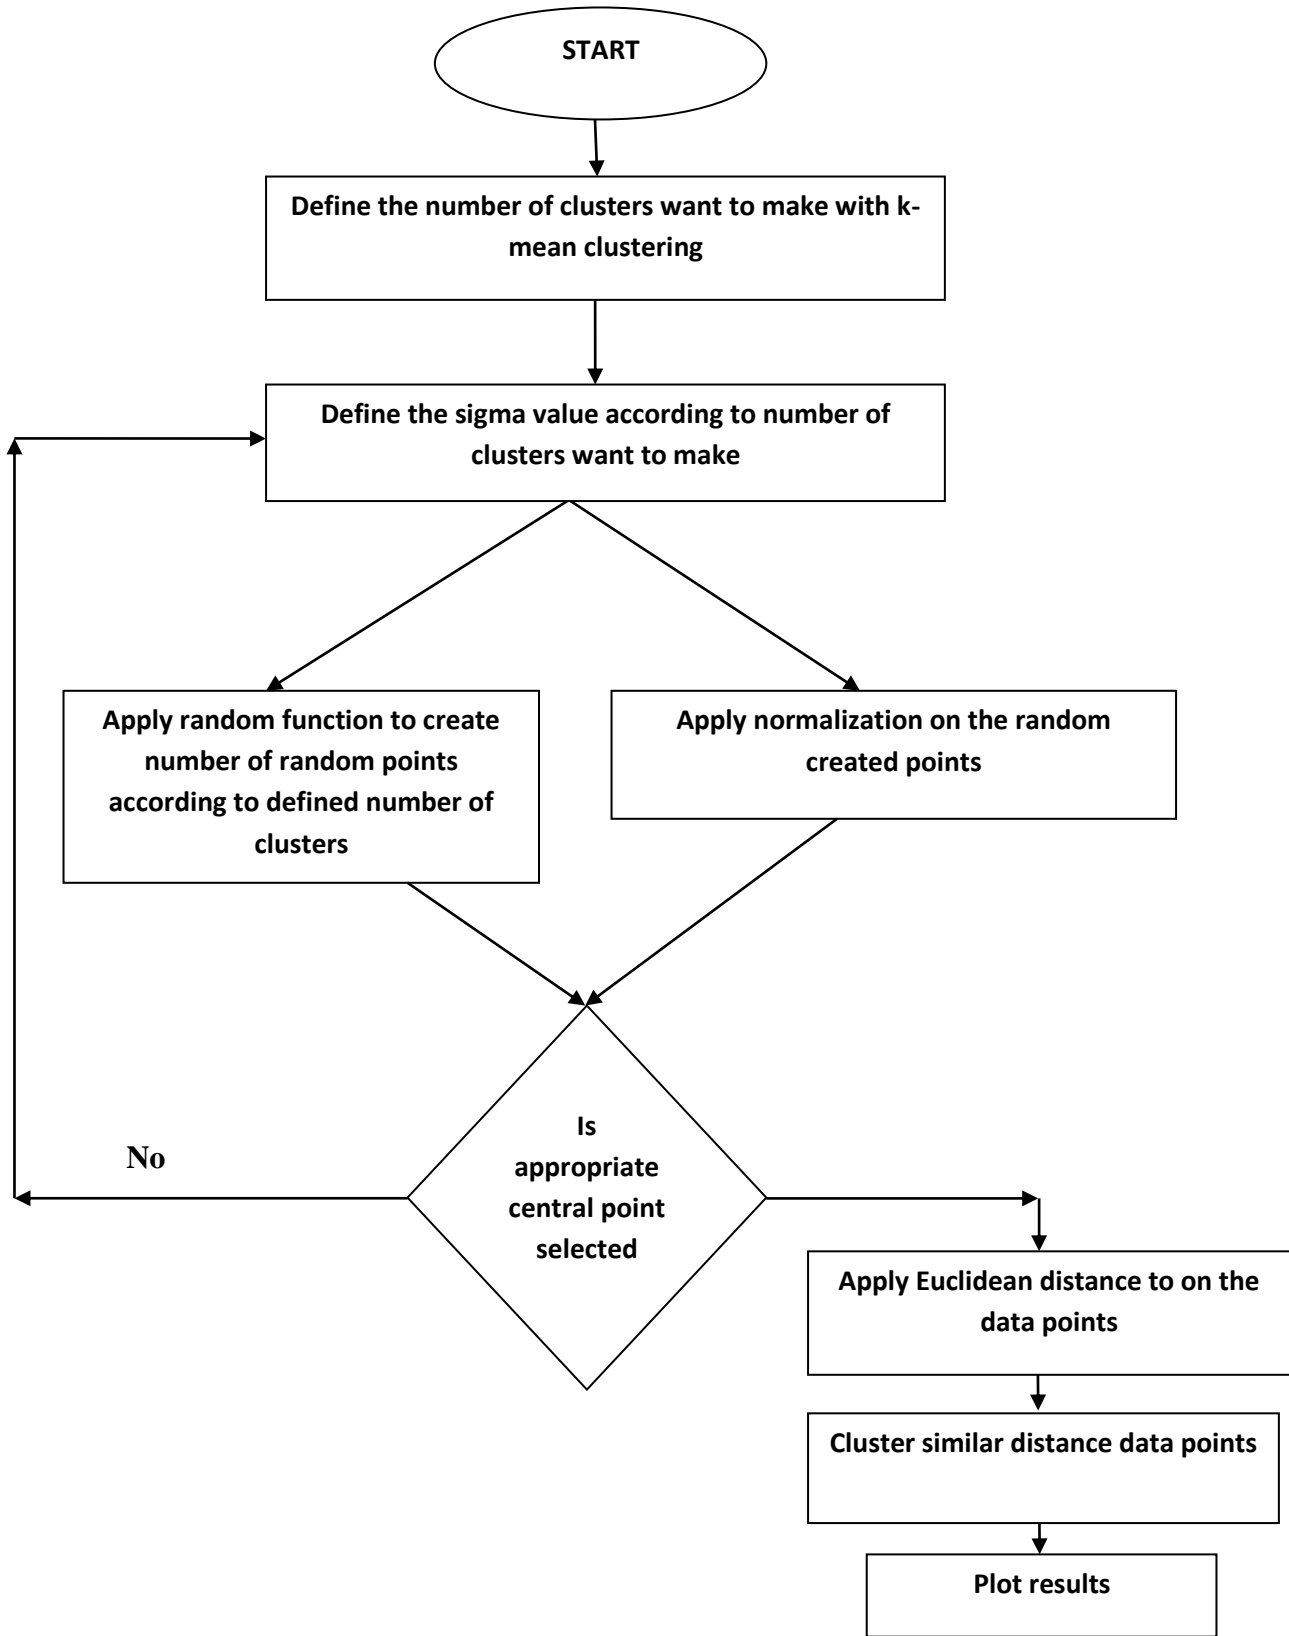 START
Define the number of clusters want to make with k-
mean clustering
Define the sigma value according to number of
clusters want to make
Apply random function to create
number of random points
according to defined number of
clusters
Apply normalization on the random
created points
Is
appropriate
central point
selected
No
Apply Euclidean distance to on the
data points
Cluster similar distance data points
Plot results